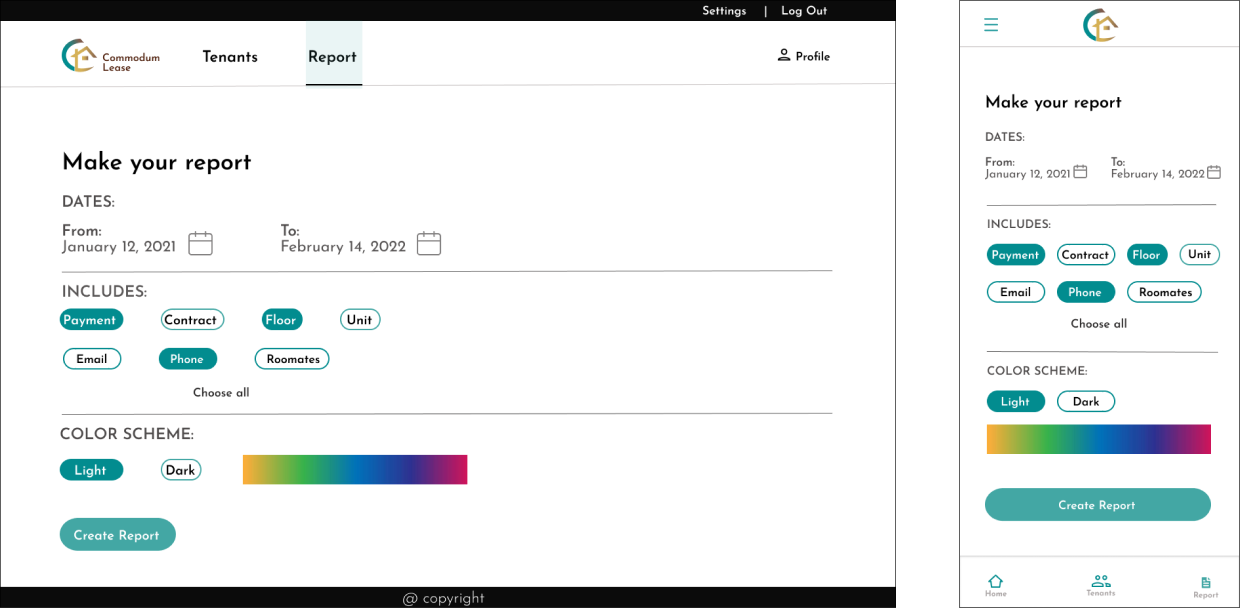 Settings | Log Out
Commodum
Lease
Tenants
Report
Profile
Make your report
DATES:
From:
January 12, 2021
To:
February 14, 2022
INCLUDES:
Payment Contract Floor Unit
Email Phone Roomates
Choose all
COLOR SCHEME:
Light Dark
Create Report
@ copyright
Make your report
DATES:
From:
January 12, 2021
To:
February 14, 2022
INCLUDES:
Payment Contract Floor Unit
Email Phone Roomates
Choose all
COLOR SCHEME:
Light Dark
Create Report
Home Tenants Report